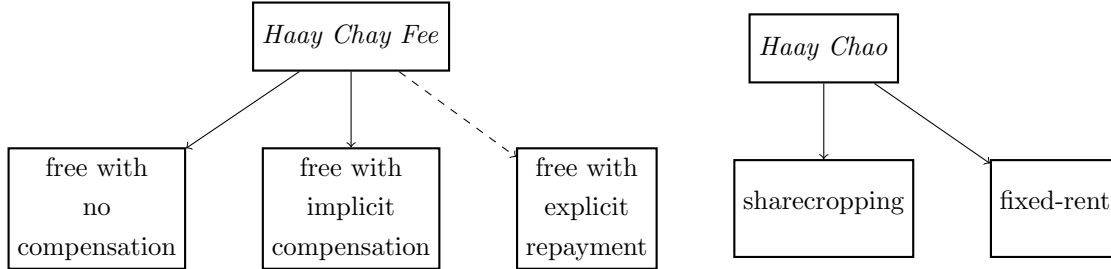 Haay Chay Fee
Haay Chao
free with
no
compensation
free with
implicit
compensation
free with
explicit
repayment
sharecropping
fixed-rent